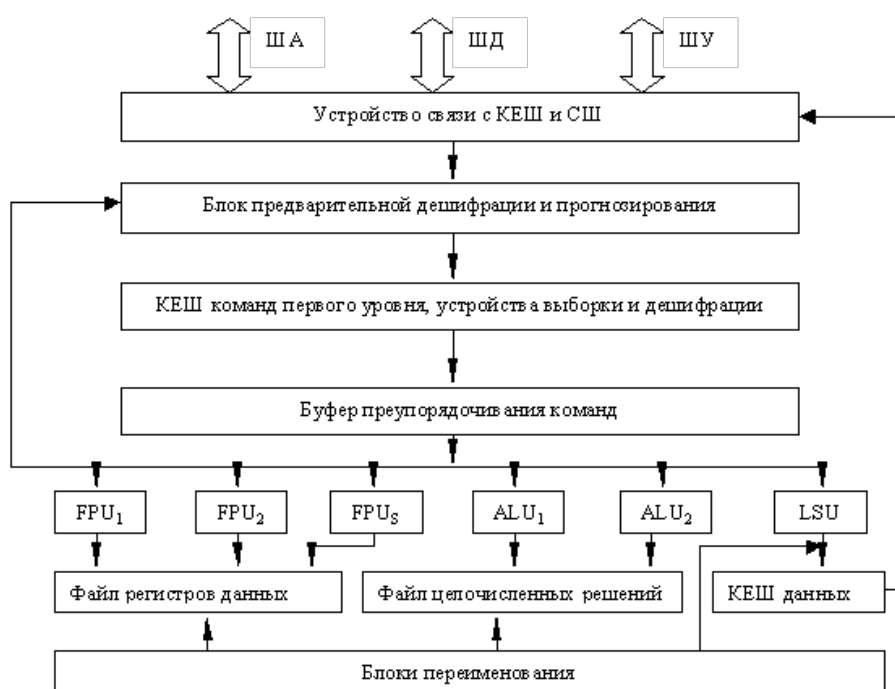 ША
ШД
ШУ
Устройство связи с КЕШ и СШ
Блок предварительной дешифрации и прогнозирования
КЕШ команд первого уровня, устройства выборки и дешифрации
Буфер преупорядочивания команд
FPU₁
FPU₂
FPUₛ
ALU₁
ALU₂
LSU
Файл регистров данных
Файл целочисленных решений
КЕШ данных
Блоки переименования